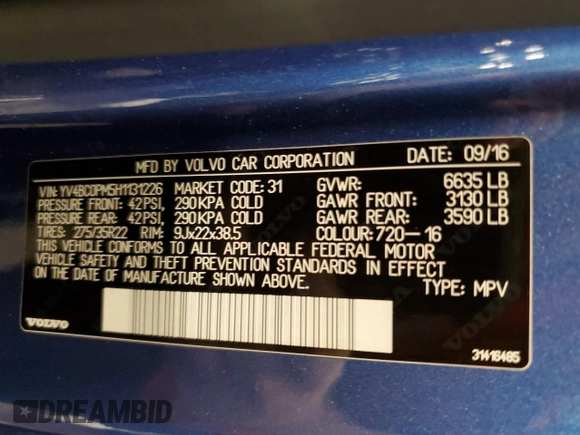 MFD BY VOLVO CAR CORPORATION DATE: 09/16
VIN: YV4BC0PM5H1131226 MARKET CODE: 31 GVWR: 6635 LB
PRESSURE FRONT: 42PSI, 290KPA COLD GAWR FRONT: 3130 LB
PRESSURE REAR: 42PSI, 290KPA COLD GAWR REAR: 3590 LB
TIRES: 275/35R22 RIM: 9Jx22x38.5 COLOUR: 720-16
THIS VEHICLE CONFORMS TO ALL APPLICABLE FEDERAL MOTOR
VEHICLE SAFETY AND THEFT PREVENTION STANDARDS IN EFFECT
ON THE DATE OF MANUFACTURE SHOWN ABOVE. TYPE: MPV
VOLVO 31416485
DREAMBID